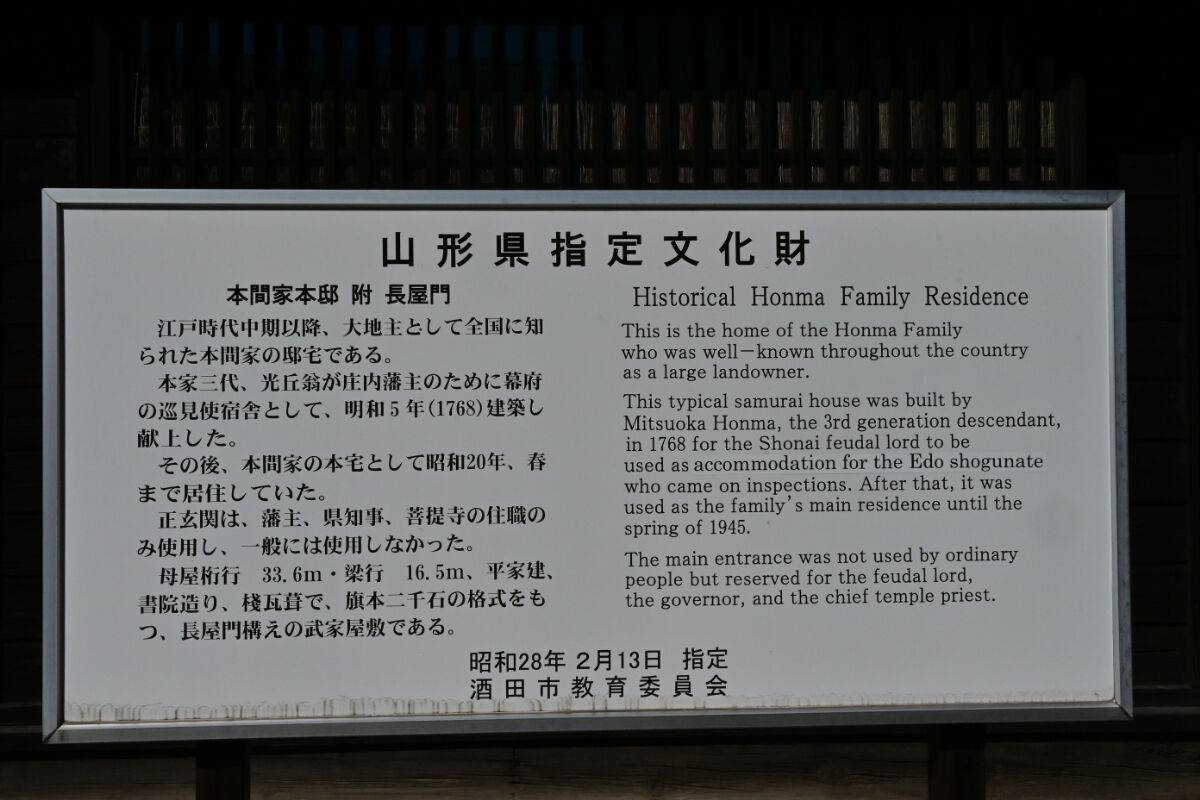 山形県指定文化財
本間家本邸 附 長屋門
江戸時代中期以降、大地主として全国に知
られた本間家の邸宅である。
本家三代、光丘翁が庄内藩主のために幕府
の巡見使宿舎として、明和5年(1768)建築し
献上した。
その後、本間家の本宅として昭和20年、春
まで居住していた。
正玄関は、藩主、県知事、菩提寺の住職の
み使用し、一般には使用しなかった。
母屋桁行 33.6m・梁行 16.5m、平家建、
書院造り、棧瓦葺で、旗本二千石の格式をも
つ、長屋門構えの武家屋敷である。
Historical Honma Family Residence
This is the home of the Honma Family
who was well-known throughout the country
as a large landowner.
This typical samurai house was built by
Mitsuoka Honma, the 3rd generation descendant,
in 1768 for the Shonai feudal lord to be
used as accommodation for the Edo shogunate
who came on inspections. After that, it was
used as the family's main residence until the
spring of 1945.
The main entrance was not used by ordinary
people but reserved for the feudal lord,
the governor, and the chief temple priest.
昭和28年 2月13日 指定
酒田市教育委員会